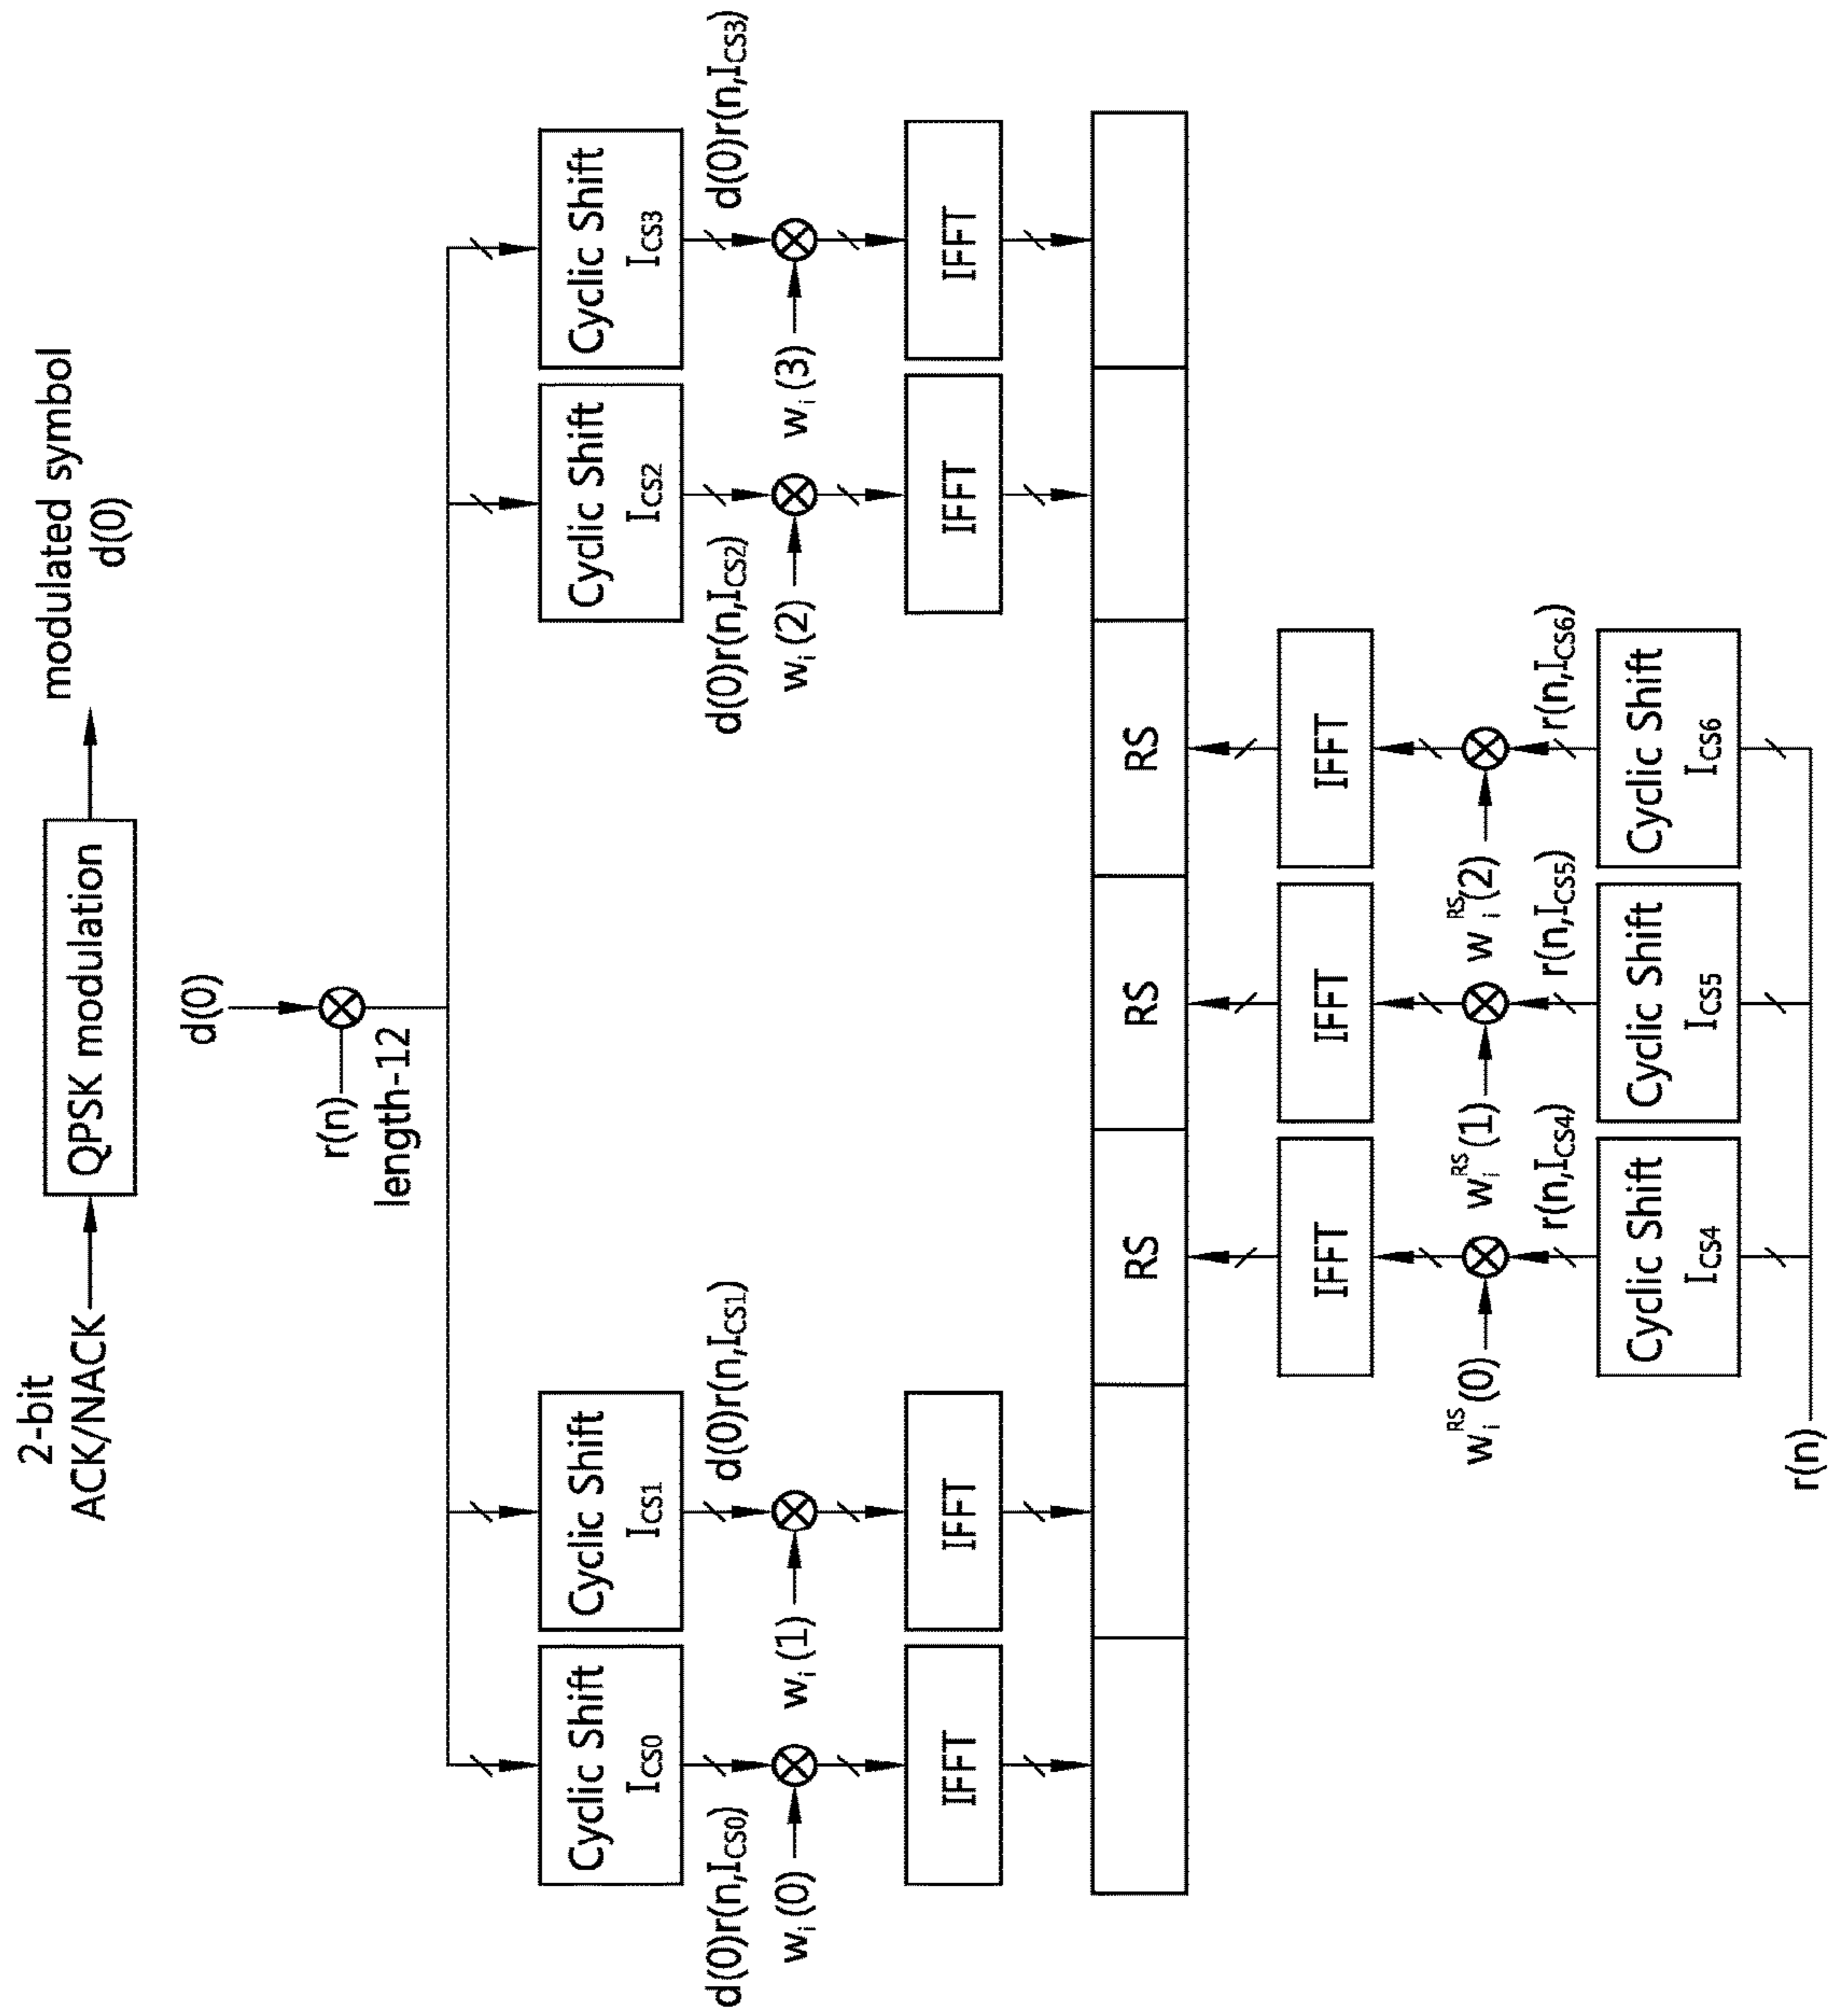 2-bit
ACK/NACK
QPSK modulation
modulated symbol
d(0)
d(0)
r(n)
length-12
Cyclic Shift
I_CS0
Cyclic Shift
I_CS1
Cyclic Shift
I_CS2
Cyclic Shift
I_CS3
d(0)r(n,I_CS0)
d(0)r(n,I_CS1)
d(0)r(n,I_CS2)
d(0)r(n,I_CS3)
w_i(0)
w_i(1)
w_i(2)
w_i(3)
IFFT
IFFT
IFFT
IFFT
RS
RS
RS
IFFT
IFFT
IFFT
w_i^RS(0)
w_i^RS(1)
w_i^RS(2)
r(n,I_CS4)
r(n,I_CS5)
r(n,I_CS6)
Cyclic Shift
I_CS4
Cyclic Shift
I_CS5
Cyclic Shift
I_CS6
r(n)